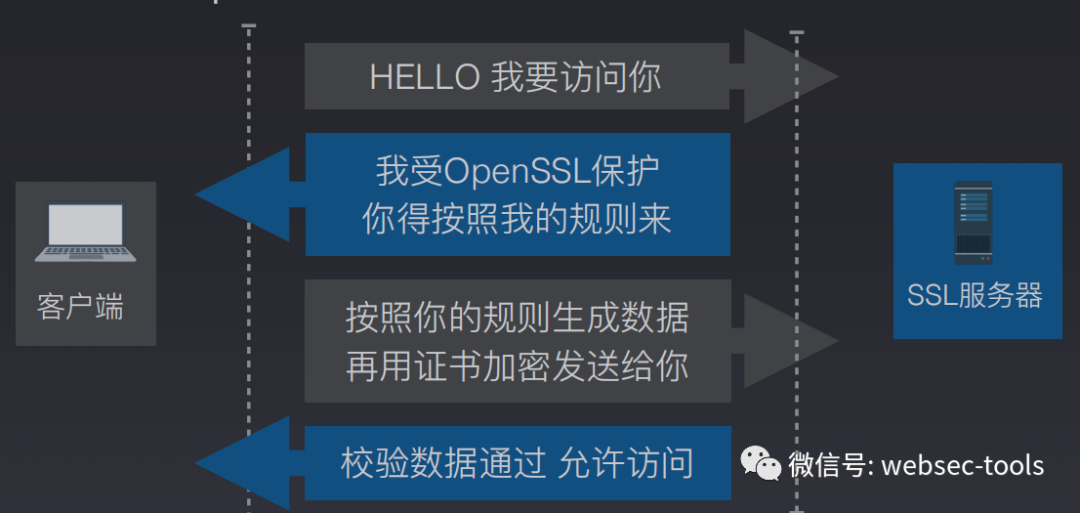 HELLO 我要访问你
我受OpenSSL保护
你得按照我的规则来
客户端
SSL服务器
按照你的规则生成数据
再用证书加密发送给你
校验数据通过 允许访问
微信号: websec-tools